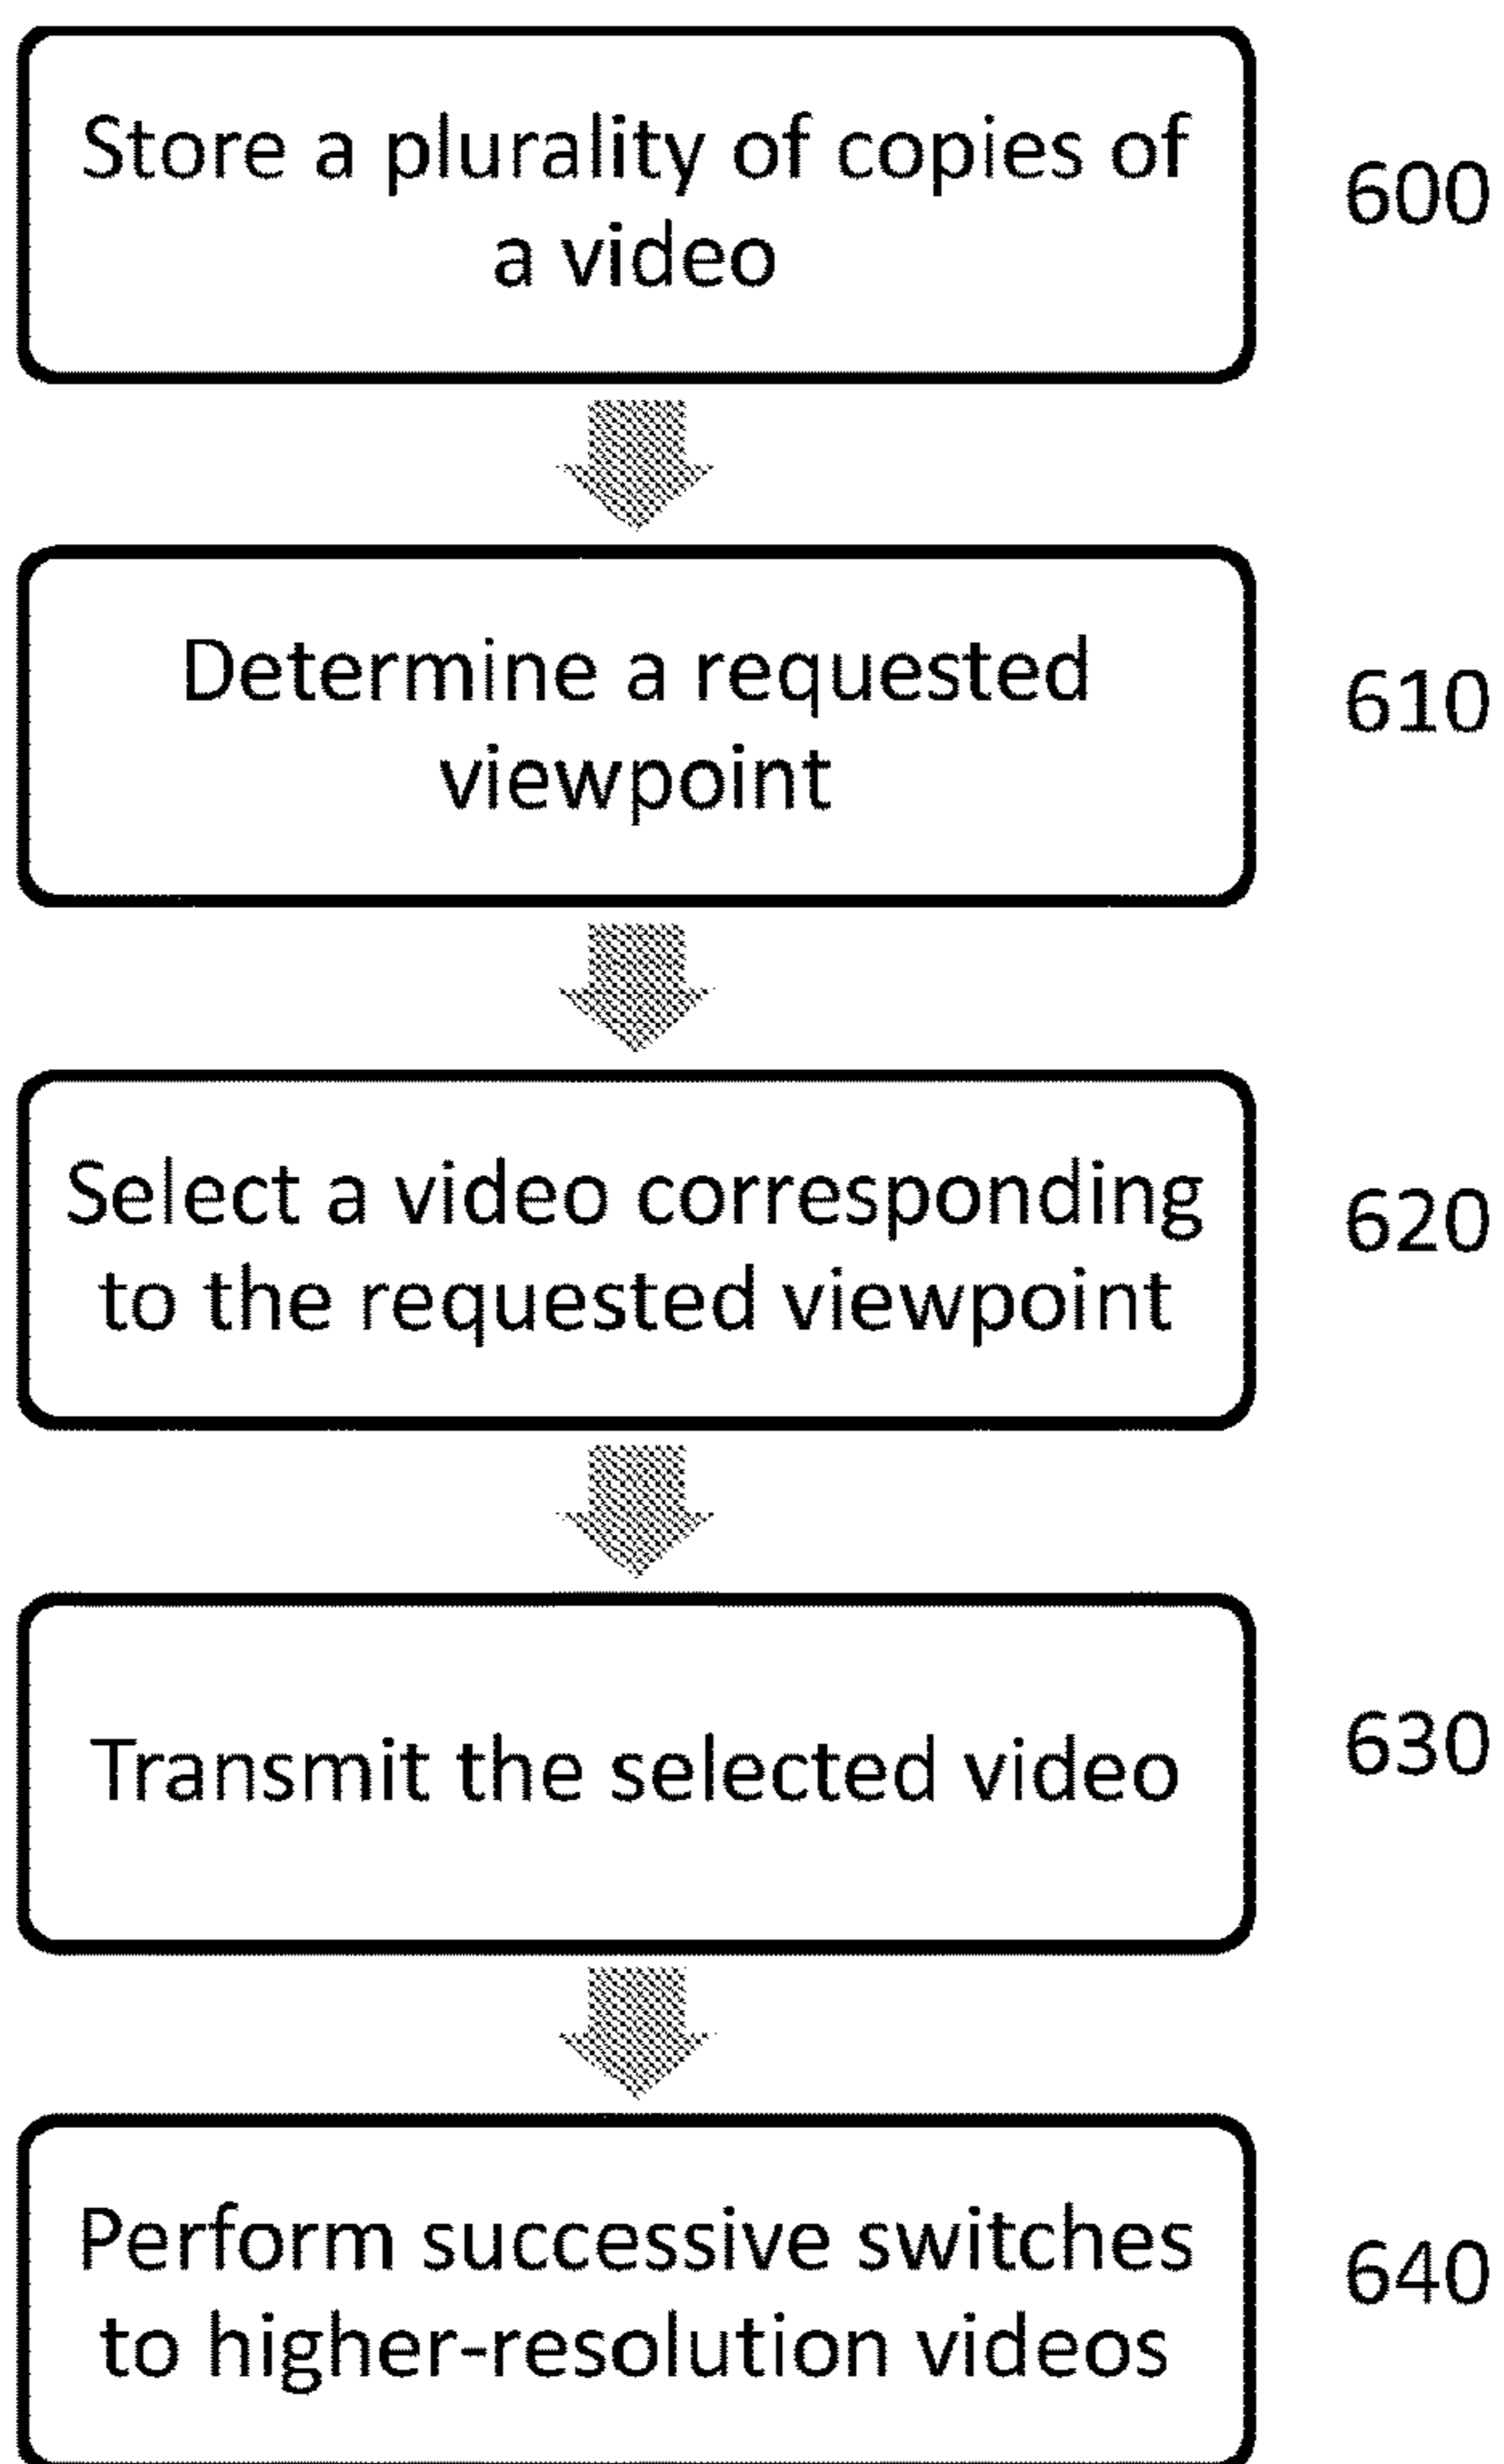 Store a plurality of copies of
a video
600
Determine a requested
viewpoint
610
Select a video corresponding
to the requested viewpoint
620
Transmit the selected video
630
Perform successive switches
to higher-resolution videos
640